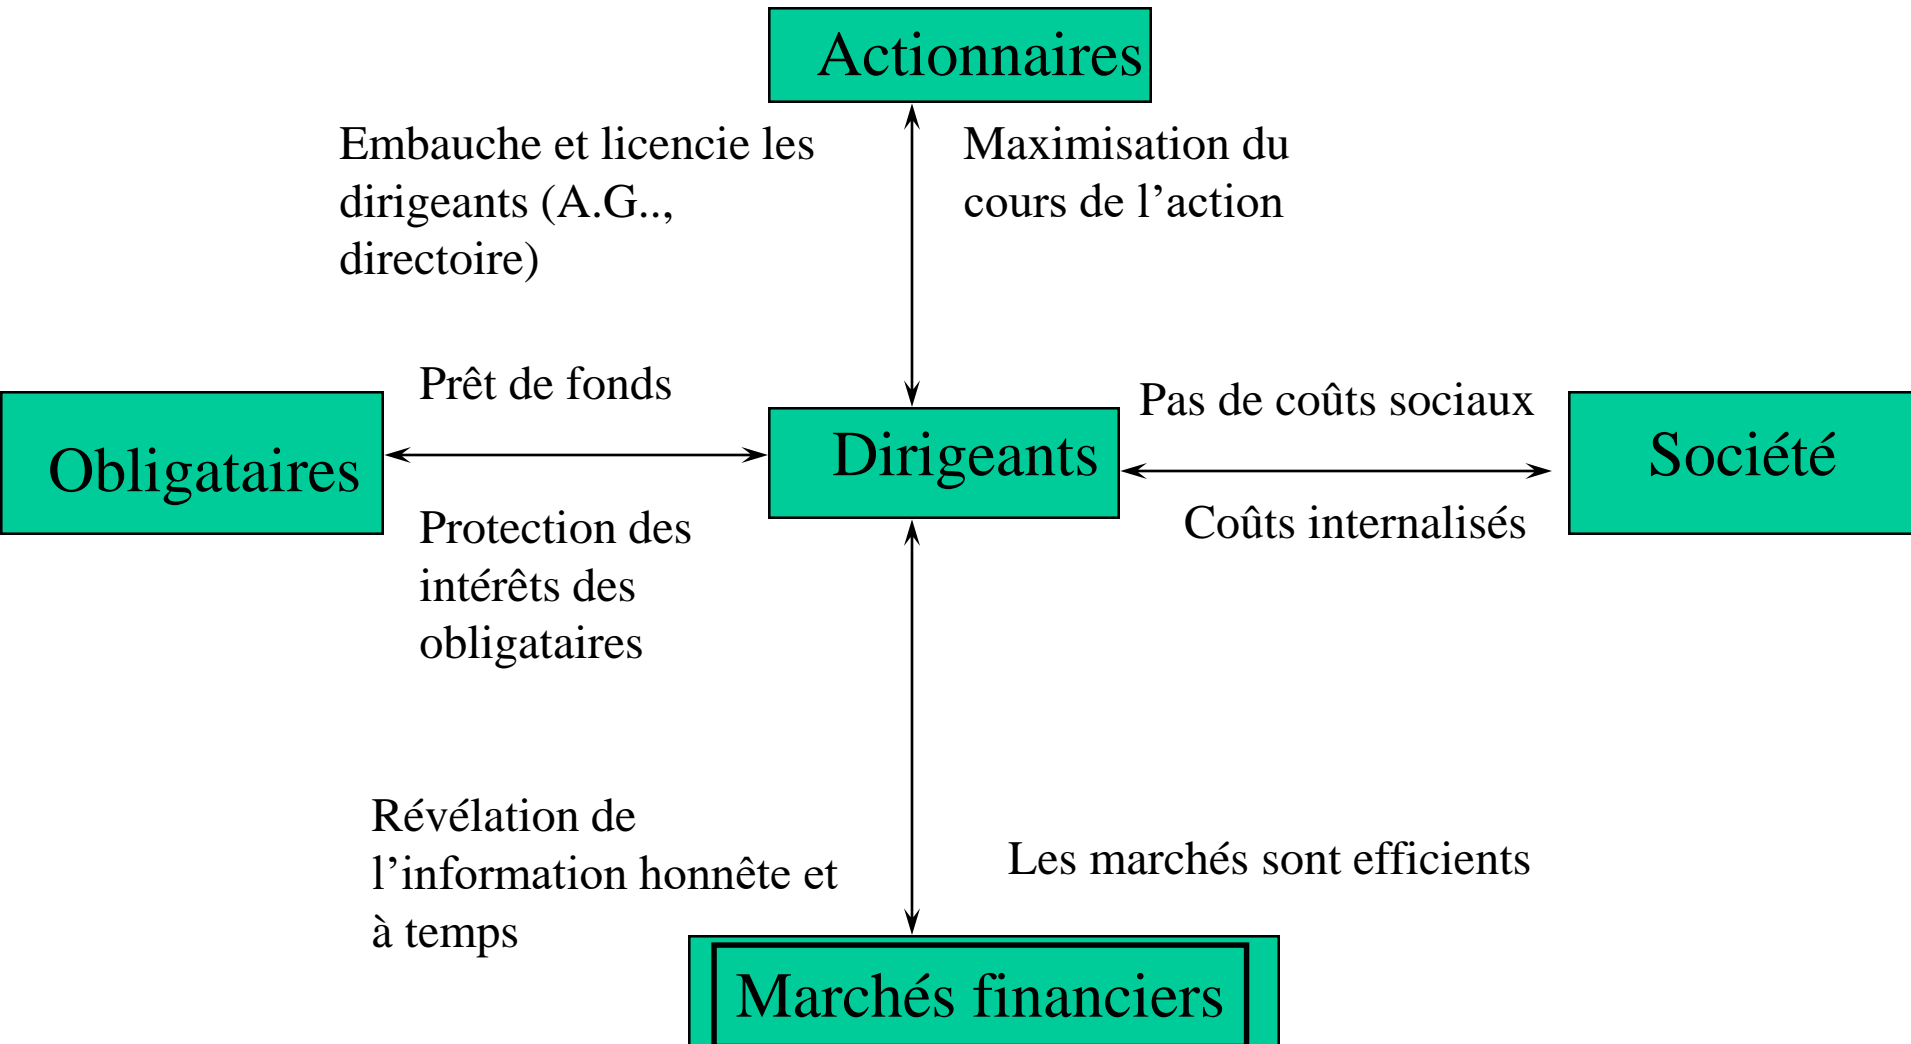 Actionnaires
Embauche et licencie les
dirigeants (A.G..,
directoire)
Maximisation du
cours de l’action
Prêt de fonds
Obligataires
Dirigeants
Pas de coûts sociaux
Société
Coûts internalisés
Protection des
intérêts des
obligataires
Révélation de
l’information honnête et
à temps
Les marchés sont efficients
Marchés financiers